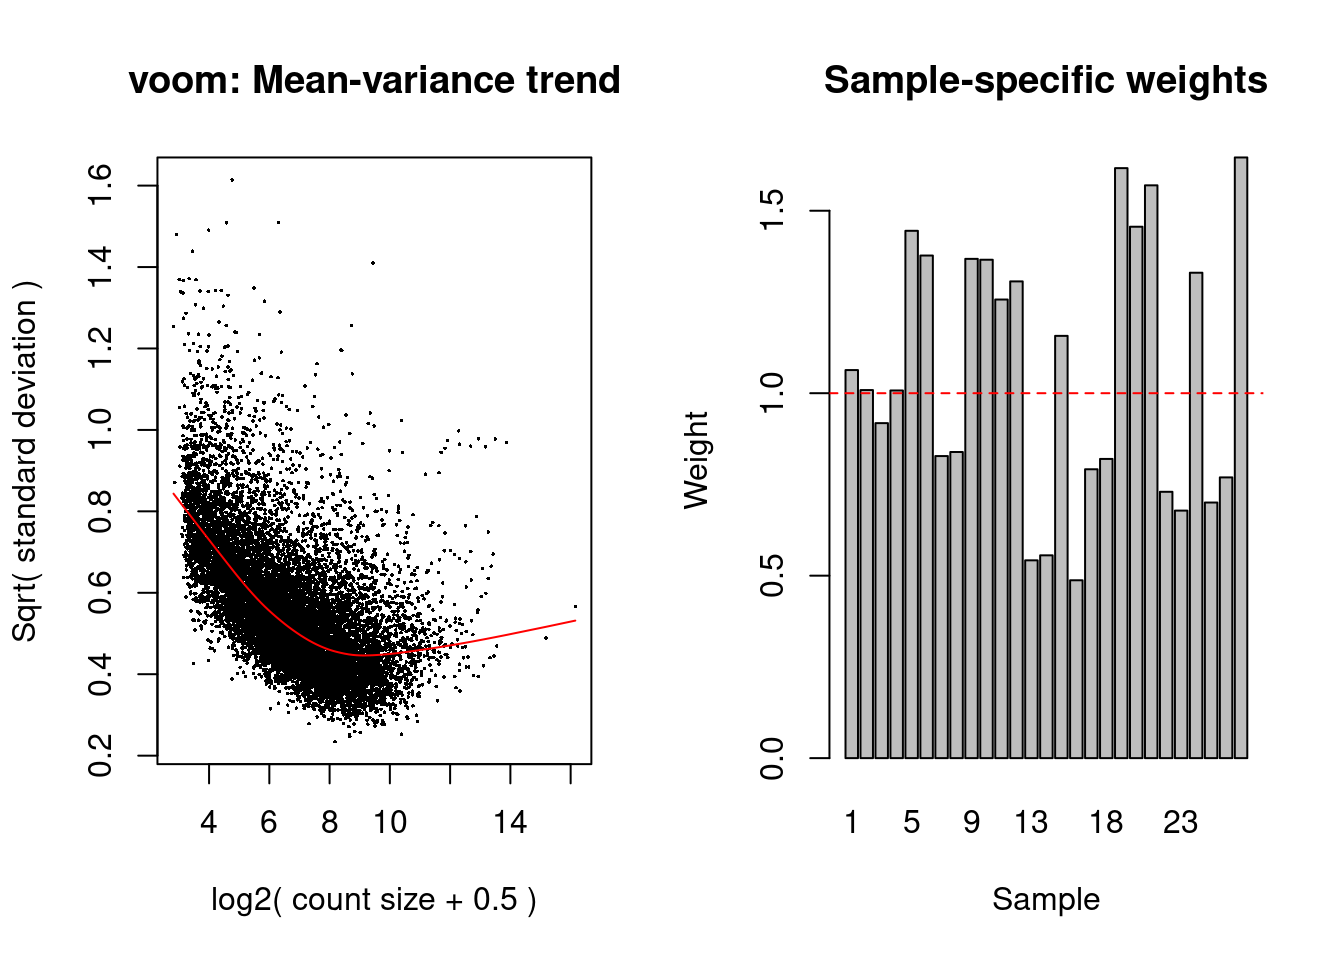 voom: Mean-variance trend
Sqrt( standard deviation )
1.6
1.4
1.2
1.0
0.8
0.6
0.4
0.2
4 6 8 10 14
log2( count size + 0.5 )
Sample-specific weights
Weight
1.5
1.0
0.5
0.0
1 5 9 13 18 23
Sample